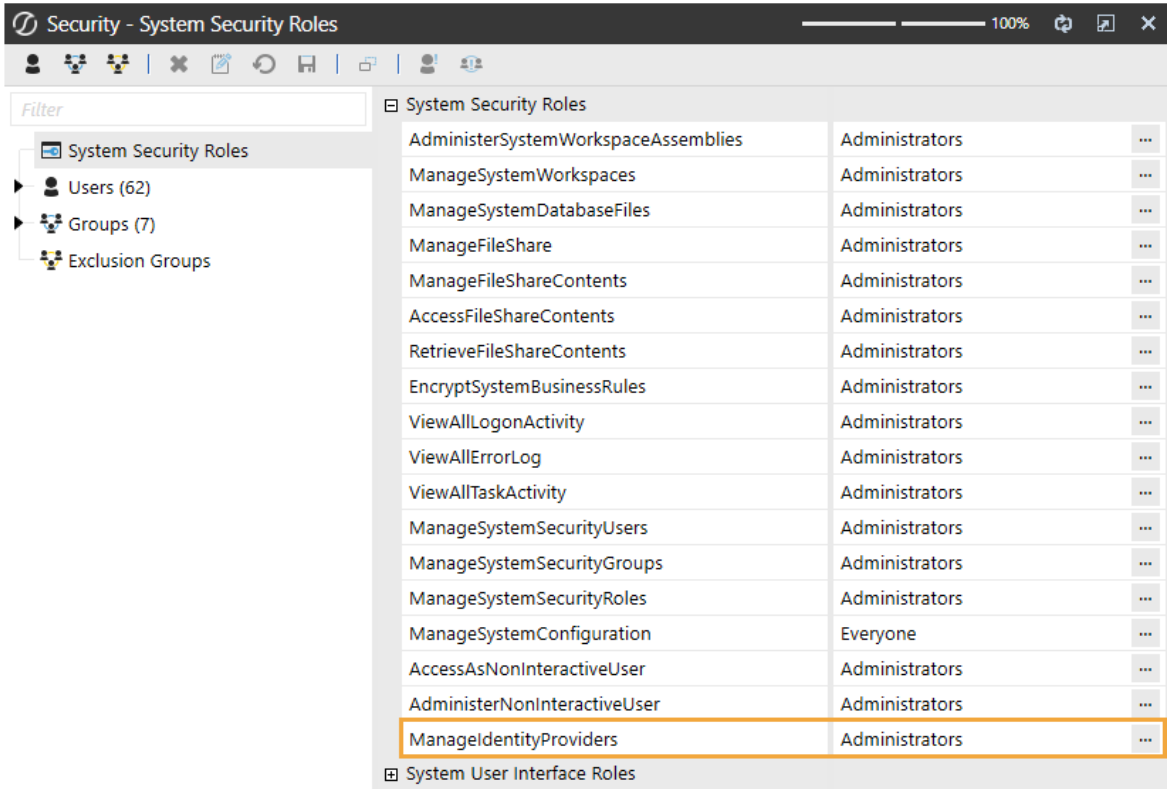 Security - System Security Roles
100%
Filter
System Security Roles
Users (62)
Groups (7)
Exclusion Groups
System Security Roles
AdministerSystemWorkspaceAssemblies Administrators ...
ManageSystemWorkspaces Administrators ...
ManageSystemDatabaseFiles Administrators ...
ManageFileShare Administrators ...
ManageFileShareContents Administrators ...
AccessFileShareContents Administrators ...
RetrieveFileShareContents Administrators ...
EncryptSystemBusinessRules Administrators ...
ViewAllLogonActivity Administrators ...
ViewAllErrorLog Administrators ...
ViewAllTaskActivity Administrators ...
ManageSystemSecurityUsers Administrators ...
ManageSystemSecurityGroups Administrators ...
ManageSystemSecurityRoles Administrators ...
ManageSystemConfiguration Everyone ...
AccessAsNonInteractiveUser Administrators ...
AdministerNonInteractiveUser Administrators ...
ManageIdentityProviders Administrators ...
System User Interface Roles